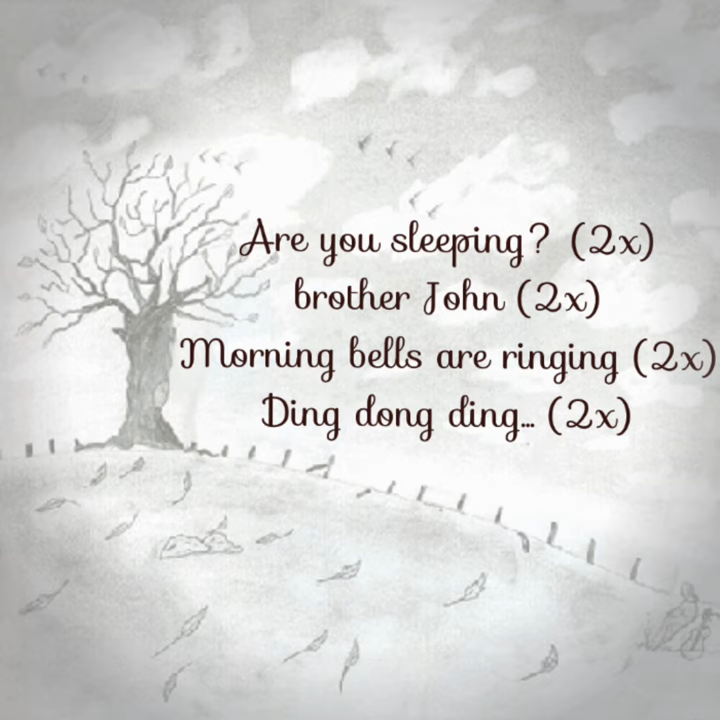 Are you sleeping? (2x)
brother John (2x)
Morning bells are ringing (2x)
Ding dong ding... (2x)